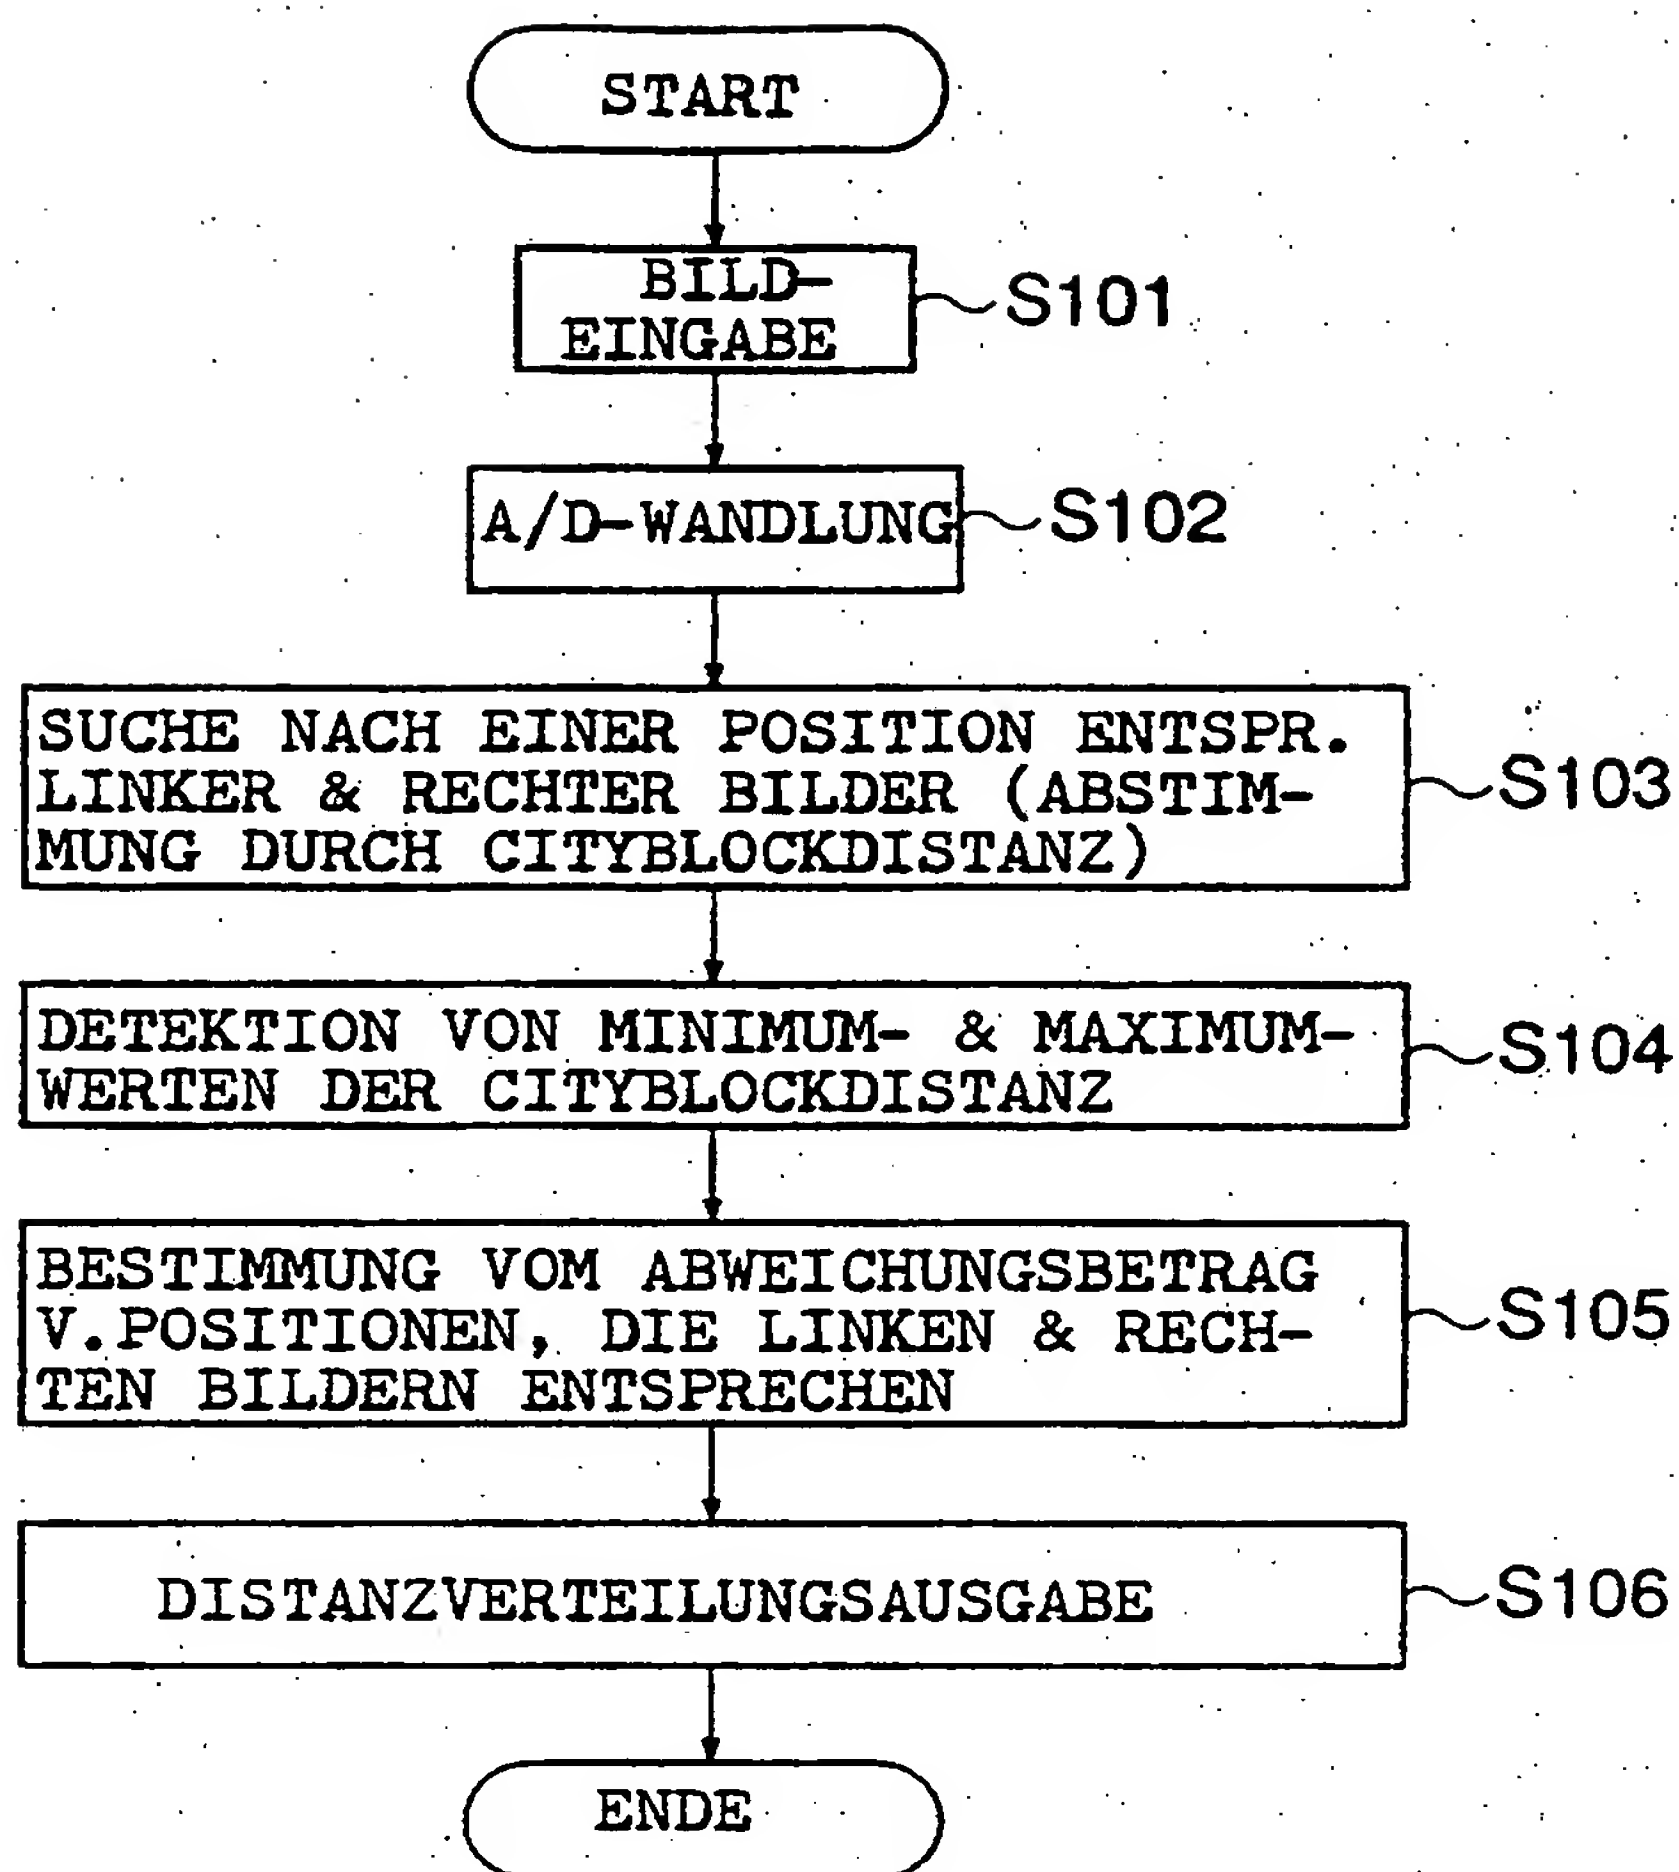 START
BILD-
EINGABE
S101
A/D-WANDLUNG
S102
SUCHE NACH EINER POSITION ENTSPR.
LINKER & RECHTER BILDER (ABSTIM-
MUNG DURCH CITYBLOCKDISTANZ)
S103
DETEKTION VON MINIMUM- & MAXIMUM-
WERTEN DER CITYBLOCKDISTANZ
S104
BESTIMMUNG VOM ABWEICHUNGSBETRAG
V.POSITIONEN, DIE LINKEN & RECH-
TEN BILDERN ENTSPRECHEN
S105
DISTANZVERTEILUNGSAUSGABE
S106
ENDE